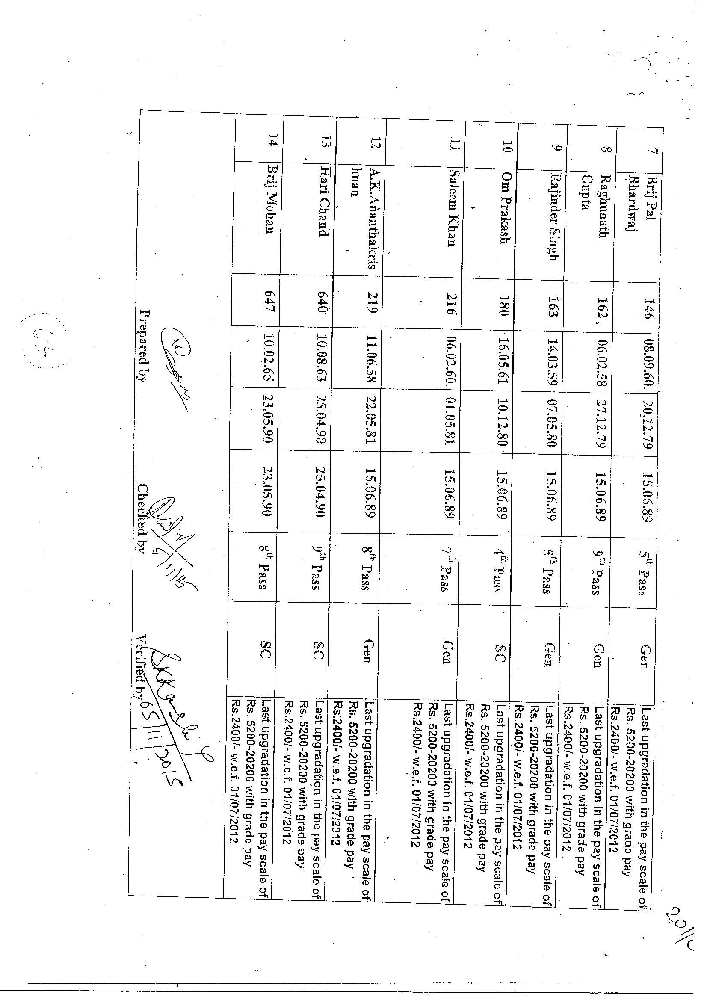 7 Brij Pal 146 08.09.60. 20.12.79 15.06.89 5th Pass Gen Last upgradation in the pay scale of
Bhardwaj Rs. 5200-20200 with grade pay
Rs.2400/- w.e.f. 01/07/2012
8 Raghunath 162 06.02.58 27.12.79 15.06.89 9th Pass Gen Last upgradation in the pay scale of
Gupta Rs. 5200-20200 with grade pay
Rs.2400/- w.e.f. 01/07/2012
9 Rajinder Singh 163 14.03.59 07.05.80 15.06.89 5th Pass Gen Last upgradation in the pay scale of
Rs. 5200-20200 with grade pay
Rs.2400/- w.e.f. 01/07/2012
10 Om Prakash 180 16.05.61 10.12.80 15.06.89 4th Pass SC Last upgradation in the pay scale of
Rs. 5200-20200 with grade pay
Rs.2400/- w.e.f. 01/07/2012
11 Saleem Khan 216 06.02.60 01.05.81 15.06.89 7th Pass Gen Last upgradation in the pay scale of
Rs. 5200-20200 with grade pay
Rs.2400/- w.e.f. 01/07/2012
12 A.K.Ananthakris 219 11.06.58 22.05.81 15.06.89 8th Pass Gen Last upgradation in the pay scale of
hnan Rs. 5200-20200 with grade pay
Rs.2400/- w.e.f. 01/07/2012
13 Hari Chand 640 10.08.63 25.04.90 25.04.90 9th Pass SC Last upgradation in the pay scale of
Rs. 5200-20200 with grade pay
Rs.2400/- w.e.f. 01/07/2012
14 Brij Mohan 647 10.02.65 23.05.90 23.05.90 8th Pass SC Last upgradation in the pay scale of
Rs. 5200-20200 with grade pay
Rs.2400/- w.e.f. 01/07/2012
5/11/15
05/11/2015
Prepared by Checked by Verified by
(63)